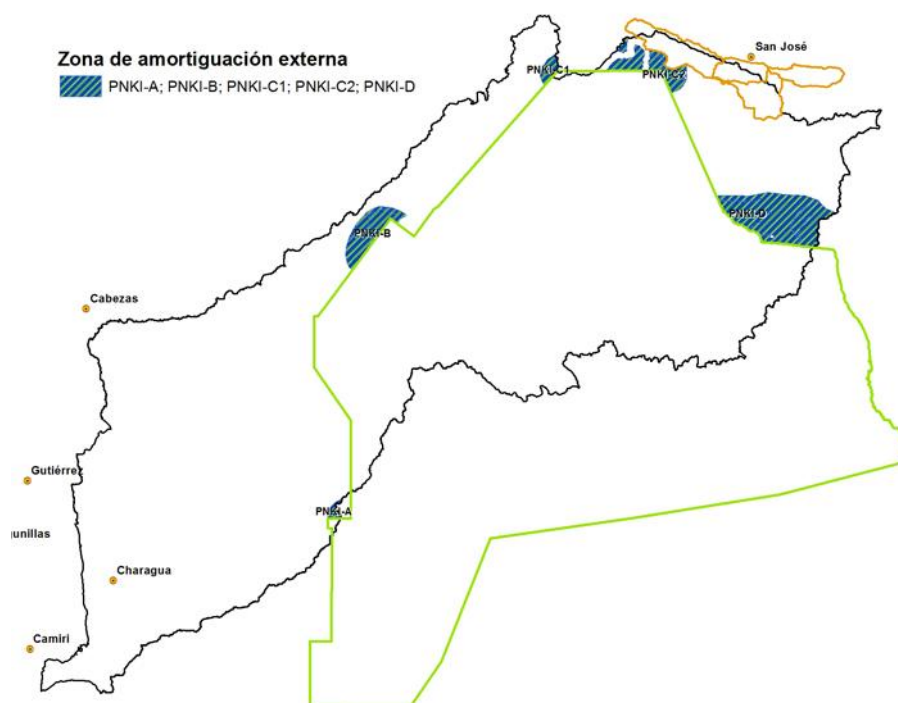 Zona de amortiguación externa
PNKI-A; PNKI-B; PNKI-C1; PNKI-C2; PNKI-D
San José
PNKI-C1
PNKI-C2
PNKI-D
PNKI-B
Cabezas
Gutiérrez
PNKI-A
gunillas
Charagua
Camiri